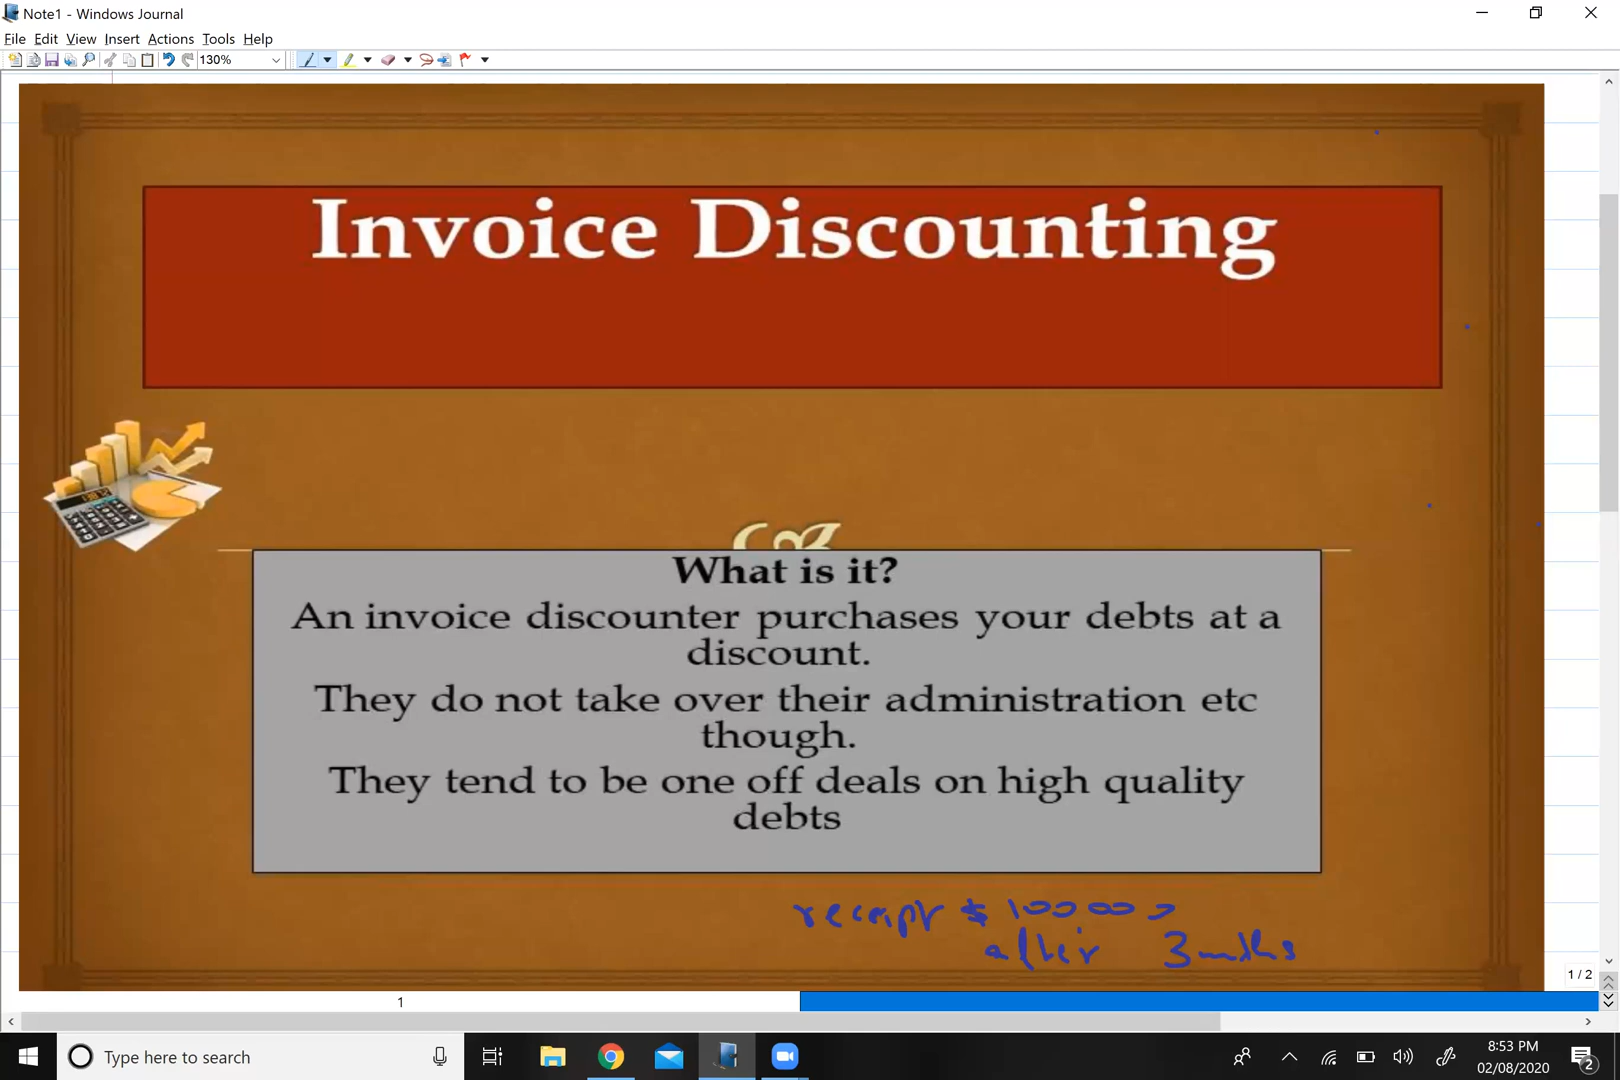 Note1 - Windows Journal
File Edit View Insert Actions Tools Help
130%
Invoice Discounting
What is it?
An invoice discounter purchases your debts at a
discount.
They do not take over their administration etc
though.
They tend to be one off deals on high quality
debts
receipt $
after 3 mths
1 / 2
1
Type here to search
8:53 PM
02/08/2020
2